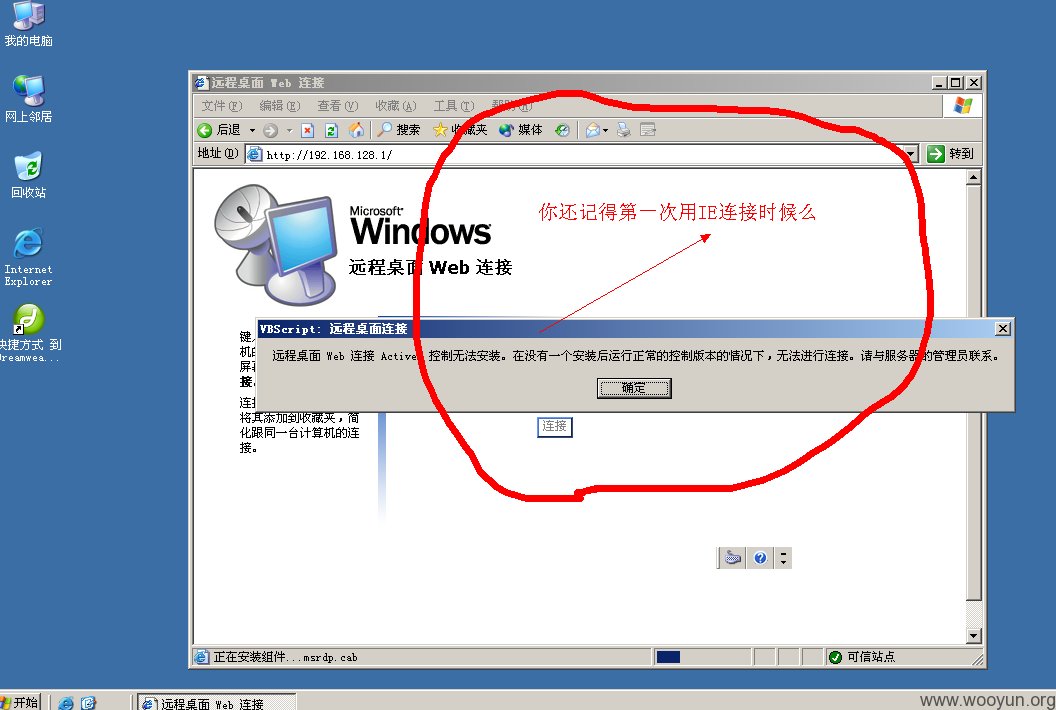 我的电脑
网上邻居
回收站
Internet
Explorer
快捷方式 到
Dreamwea...
远程桌面 Web 连接
文件(F) 编辑(E) 查看(V) 收藏(A) 工具(T) 帮助(H)
后退 搜索 收藏夹 媒体
地址(D) http://192.168.128.1/ 转到
Microsoft
Windows
远程桌面 Web 连接
你还记得第一次用IE连接时候么
VBScript: 远程桌面连接
远程桌面 Web 连接 Active 控制无法安装。在没有一个安装后运行正常的控制版本的情况下，无法进行连接。请与服务器的管理员联系。
确定
键
机的
屏幕
接。
连接
将其添加到收藏夹，简
化跟同一台计算机的连
接。
连接
正在安装组件...msrdp.cab 可信站点
开始 远程桌面 Web 连接
www.wooyun.org